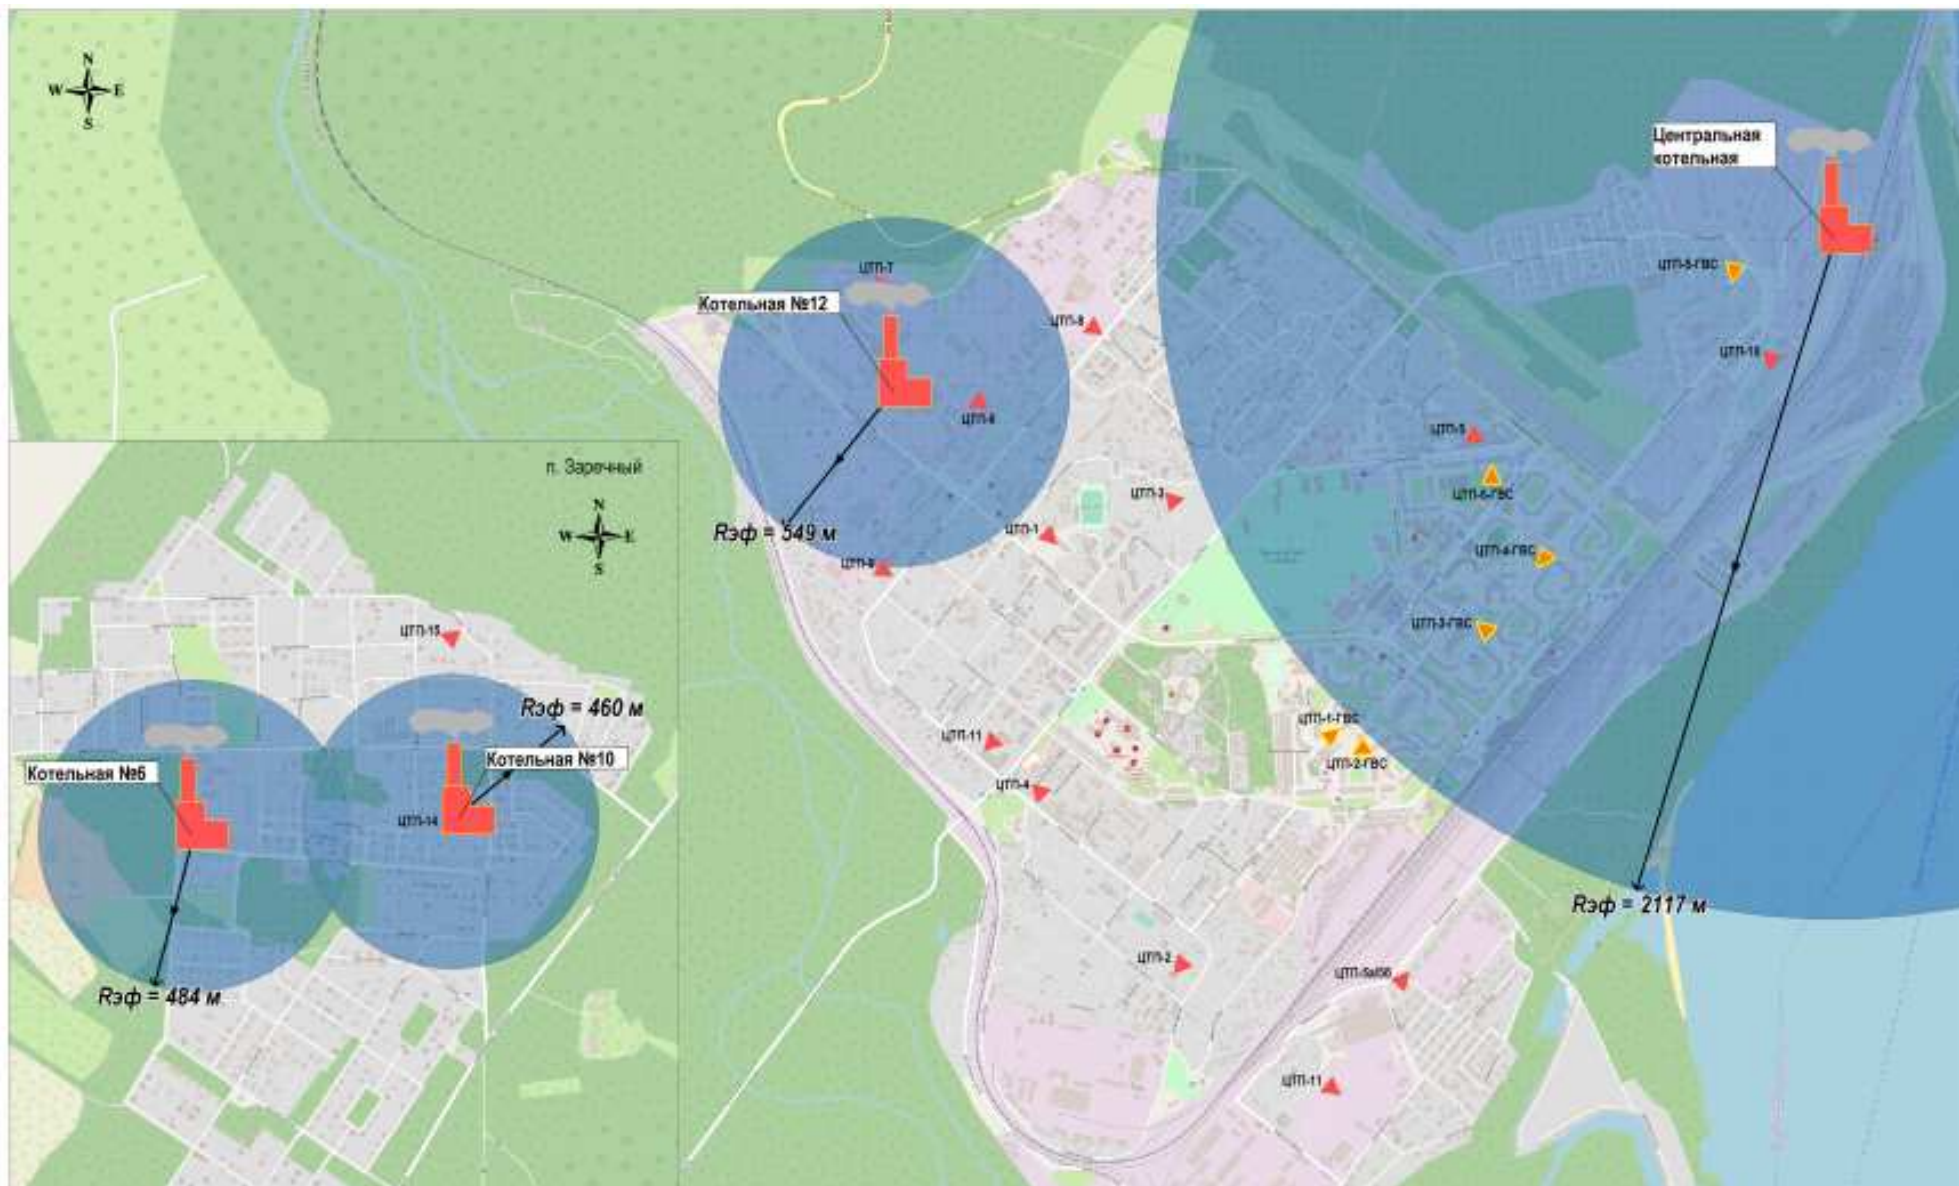 N
W E
S
Центральная
котельная
ЦТП-5-ГВС
ЦТП-7
Котельная №12
ЦТП-8
ЦТП-10
ЦТП-6
ЦТП-5
п. Заречный
ЦТП-6-ГВС
ЦТП-3
N
W E
S
Rэф = 549 м
ЦТП-1
ЦТП-4-ГВС
ЦТП-9
ЦТП-3-ГВС
ЦТП-15
Rэф = 460 м
ЦТП-1-ГВС
ЦТП-11
Котельная №10
ЦТП-2-ГВС
Котельная №6
ЦТП-4
ЦТП-14
Rэф = 2117 м
ЦТП-2
Rэф = 484 м
ЦТП-11